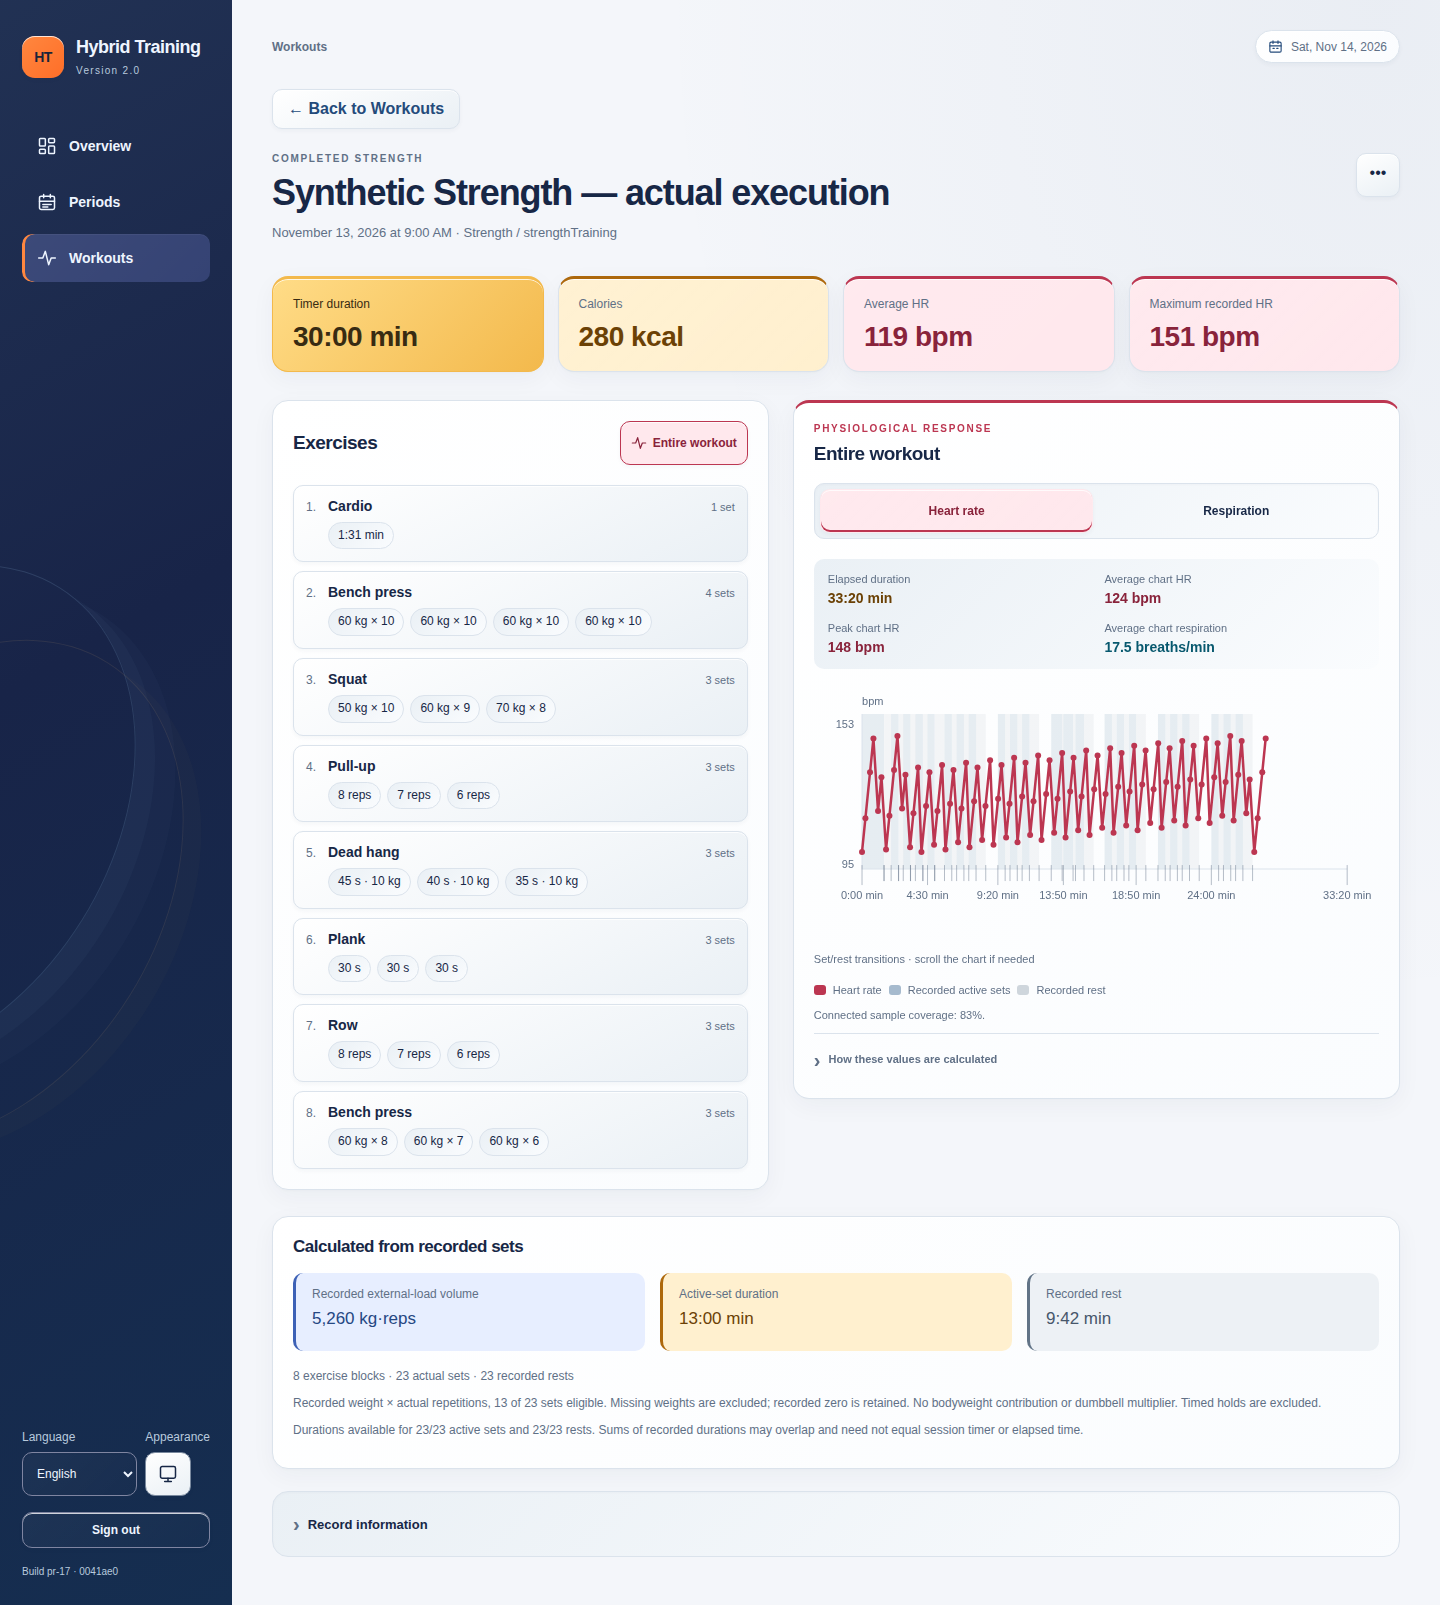 HT
Hybrid Training
Version 2.0
Overview
Periods
Workouts
Language
Appearance
English
Sign out
Build pr-17 · 0041ae0
Workouts
Sat, Nov 14, 2026
← Back to Workouts
COMPLETED STRENGTH
Synthetic Strength — actual execution
•••
November 13, 2026 at 9:00 AM · Strength / strengthTraining
Timer duration
30:00 min
Calories
280 kcal
Average HR
119 bpm
Maximum recorded HR
151 bpm
Exercises
Entire workout
1. Cardio 1 set
1:31 min
2. Bench press 4 sets
60 kg × 10 60 kg × 10 60 kg × 10 60 kg × 10
3. Squat 3 sets
50 kg × 10 60 kg × 9 70 kg × 8
4. Pull-up 3 sets
8 reps 7 reps 6 reps
5. Dead hang 3 sets
45 s · 10 kg 40 s · 10 kg 35 s · 10 kg
6. Plank 3 sets
30 s 30 s 30 s
7. Row 3 sets
8 reps 7 reps 6 reps
8. Bench press 3 sets
60 kg × 8 60 kg × 7 60 kg × 6
PHYSIOLOGICAL RESPONSE
Entire workout
Heart rate Respiration
Elapsed duration
33:20 min
Average chart HR
124 bpm
Peak chart HR
148 bpm
Average chart respiration
17.5 breaths/min
bpm
153
95
0:00 min 4:30 min 9:20 min 13:50 min 18:50 min 24:00 min 33:20 min
Set/rest transitions · scroll the chart if needed
Heart rate Recorded active sets Recorded rest
Connected sample coverage: 83%.
› How these values are calculated
Calculated from recorded sets
Recorded external-load volume
5,260 kg·reps
Active-set duration
13:00 min
Recorded rest
9:42 min
8 exercise blocks · 23 actual sets · 23 recorded rests
Recorded weight × actual repetitions, 13 of 23 sets eligible. Missing weights are excluded; recorded zero is retained. No bodyweight contribution or dumbbell multiplier. Timed holds are excluded.
Durations available for 23/23 active sets and 23/23 rests. Sums of recorded durations may overlap and need not equal session timer or elapsed time.
› Record information